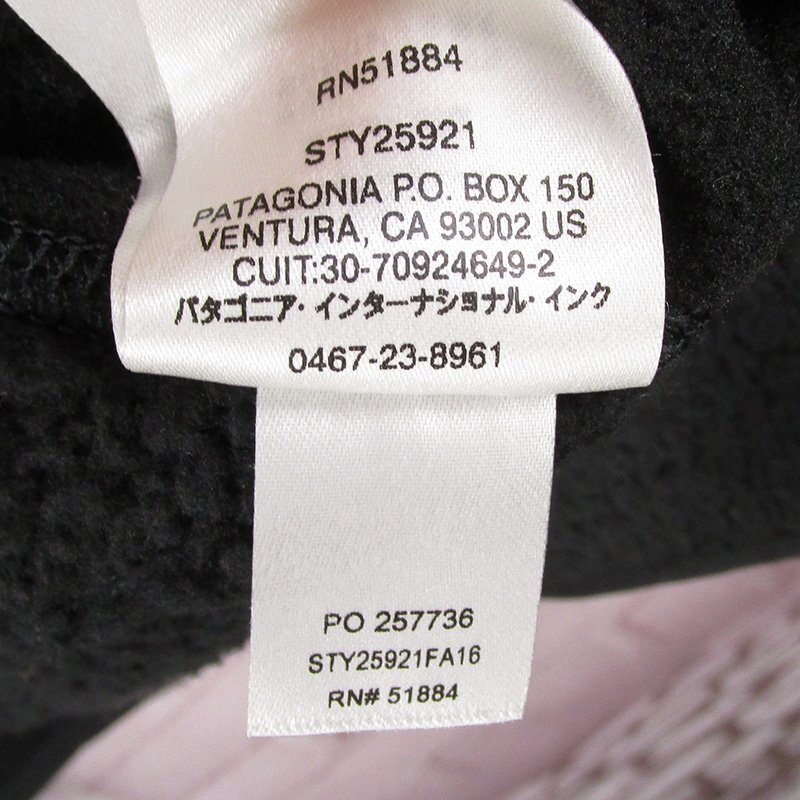 RN51884
STY25921
PATAGONIA P.O. BOX 150
VENTURA, CA 93002 US
CUIT:30-70924649-2
パタゴニア・インターナショナル・インク
0467-23-8961
PO 257736
STY25921FA16
RN# 51884